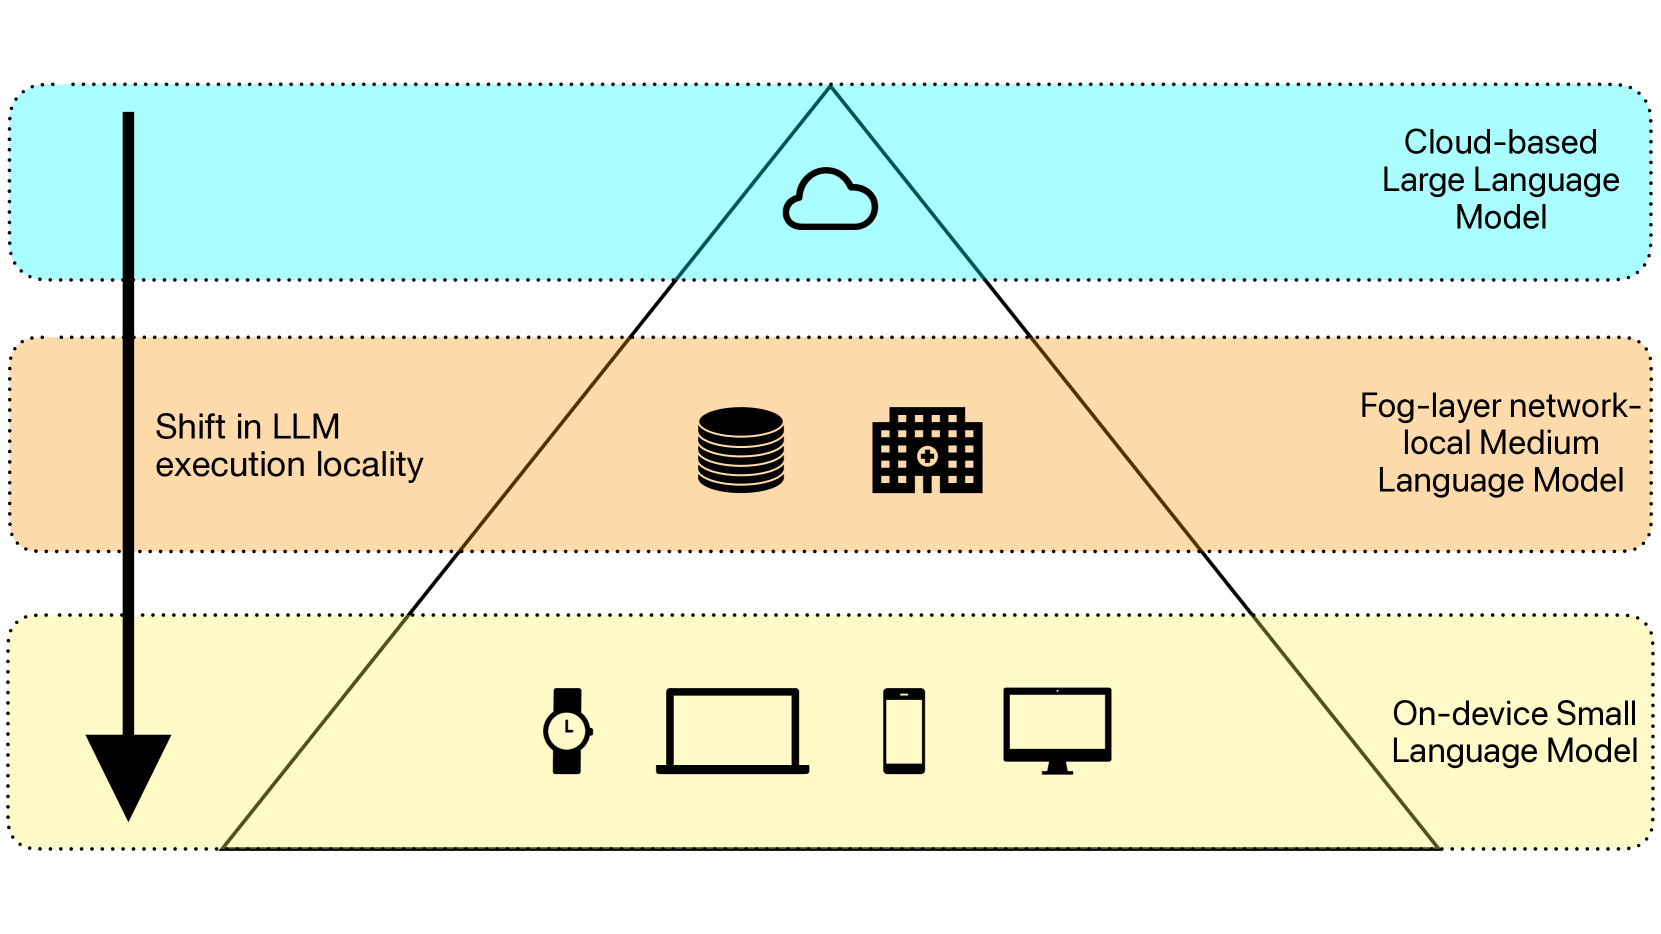 Cloud-based
Large Language
Model
Shift in LLM
execution locality
Fog-layer network-
local Medium
Language Model
On-device Small
Language Model